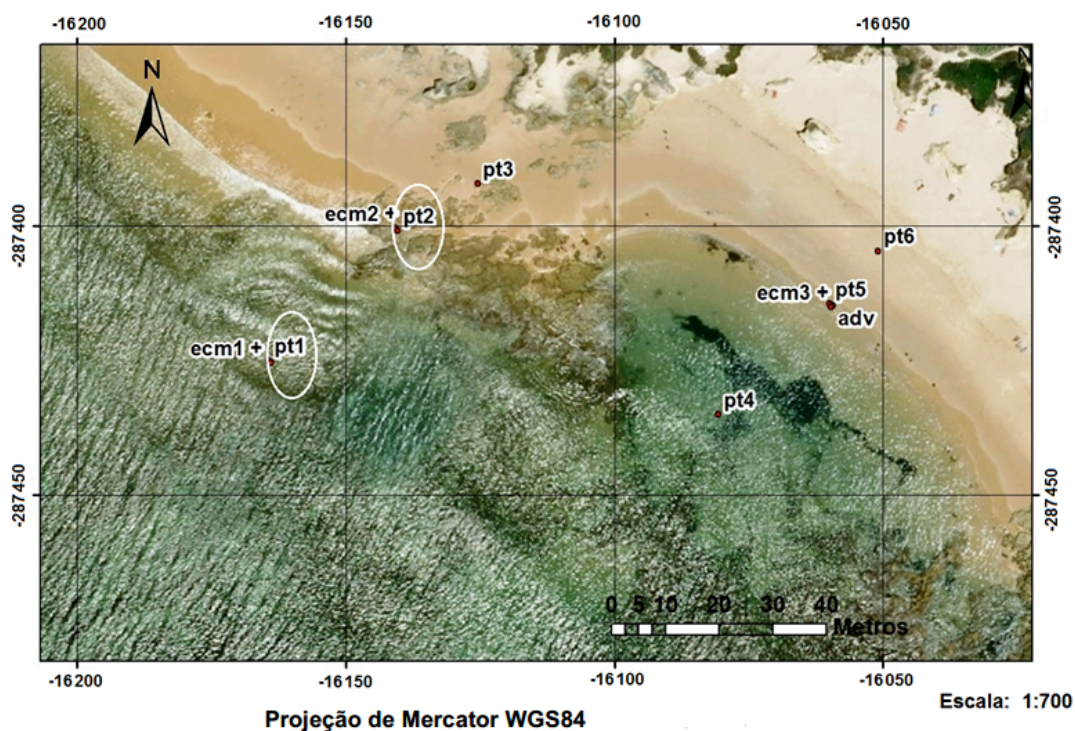 -16200 -16150 -16100 -16050
N
N
pt3
ecm2 + pt2
-287400 -287400
pt6
ecm3 + pt5
adv
ecm1 + pt1
pt4
-287450 -287450
0 5 10 20 30 40
Metros
-16200 -16150 -16100 -16050
Escala: 1:700
Projeção de Mercator WGS84